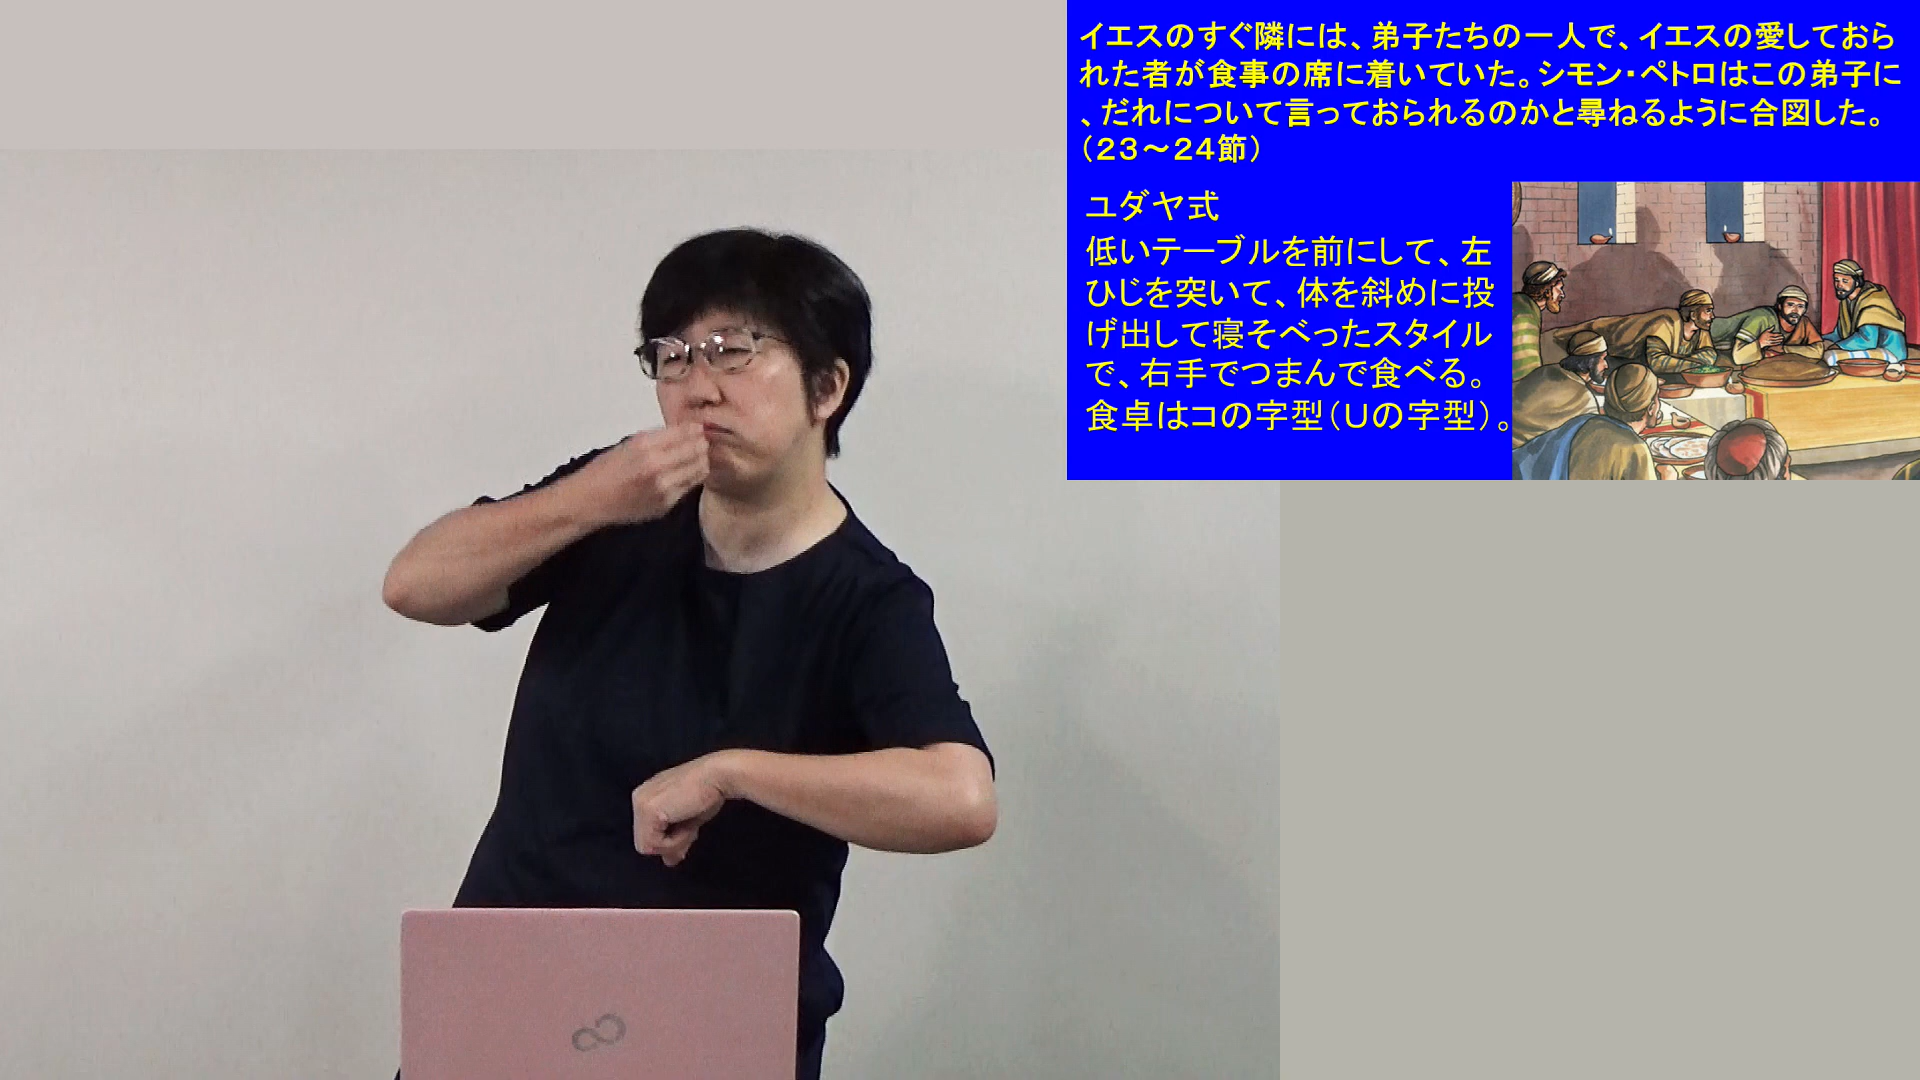 イエスのすぐ隣には、弟子たちの一人で、イエスの愛しておら
れた者が食事の席に着いていた。シモン・ペトロはこの弟子に
、だれについて言っておられるのかと尋ねるように合図した。
（２３～２４節）
ユダヤ式
低いテーブルを前にして、左
ひじを突いて、体を斜めに投
げ出して寝そべったスタイル
で、右手でつまんで食べる。
食卓はコの字型（Ｕの字型）。